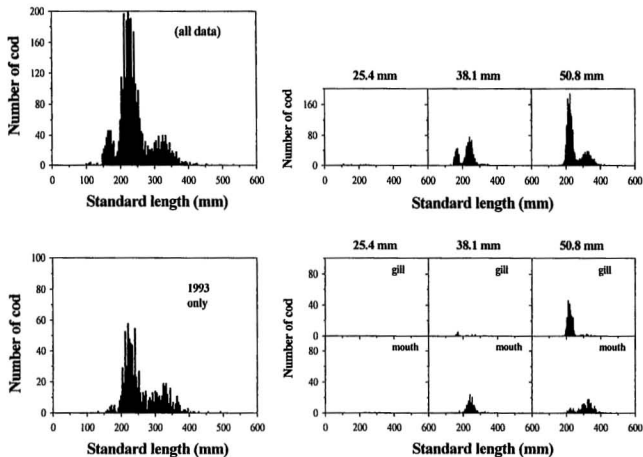 Number of cod
200
160
120
80
40
0
(all data)
0 100 200 300 400 500 600
Standard length (mm)
25.4 mm 38.1 mm 50.8 mm
Number of cod
160
80
0
0 200 400 600 200 400 600 200 400 600
Standard length (mm)
Number of cod
100
80
60
40
20
0
1993
only
0 100 200 300 400 500 600
Standard length (mm)
25.4 mm 38.1 mm 50.8 mm
Number of cod
80
40
0
gill gill gill
80
40
0
mouth mouth mouth
0 200 400 600 200 400 600 200 400 600
Standard length (mm)